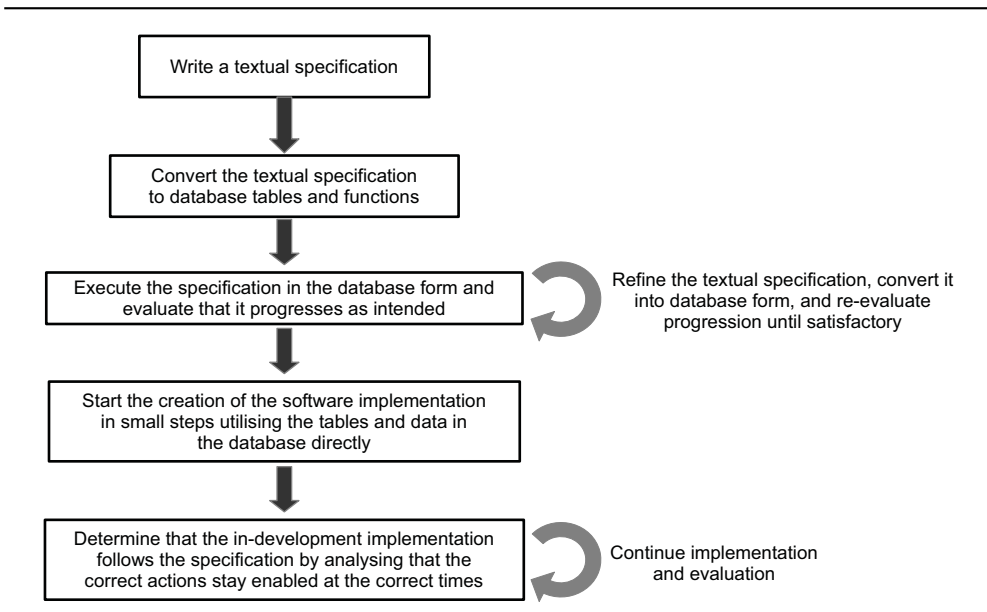 Write a textual specification
Convert the textual specification
to database tables and functions
Execute the specification in the database form and
evaluate that it progresses as intended
Refine the textual specification, convert it
into database form, and re-evaluate
progression until satisfactory
Start the creation of the software implementation
in small steps utilising the tables and data in
the database directly
Determine that the in-development implementation
follows the specification by analysing that the
correct actions stay enabled at the correct times
Continue implementation
and evaluation